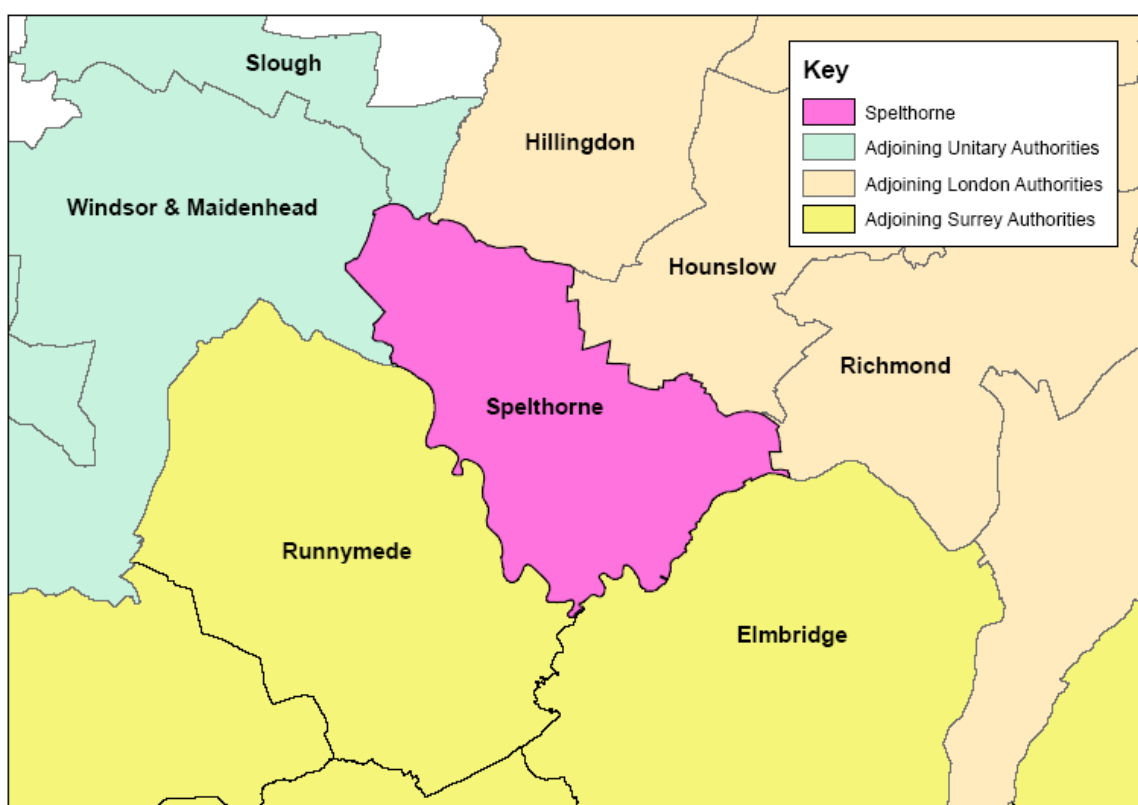 Slough
Key
Spelthorne
Adjoining Unitary Authorities
Adjoining London Authorities
Adjoining Surrey Authorities
Hillingdon
Windsor & Maidenhead
Hounslow
Richmond
Spelthorne
Runnymede
Elmbridge